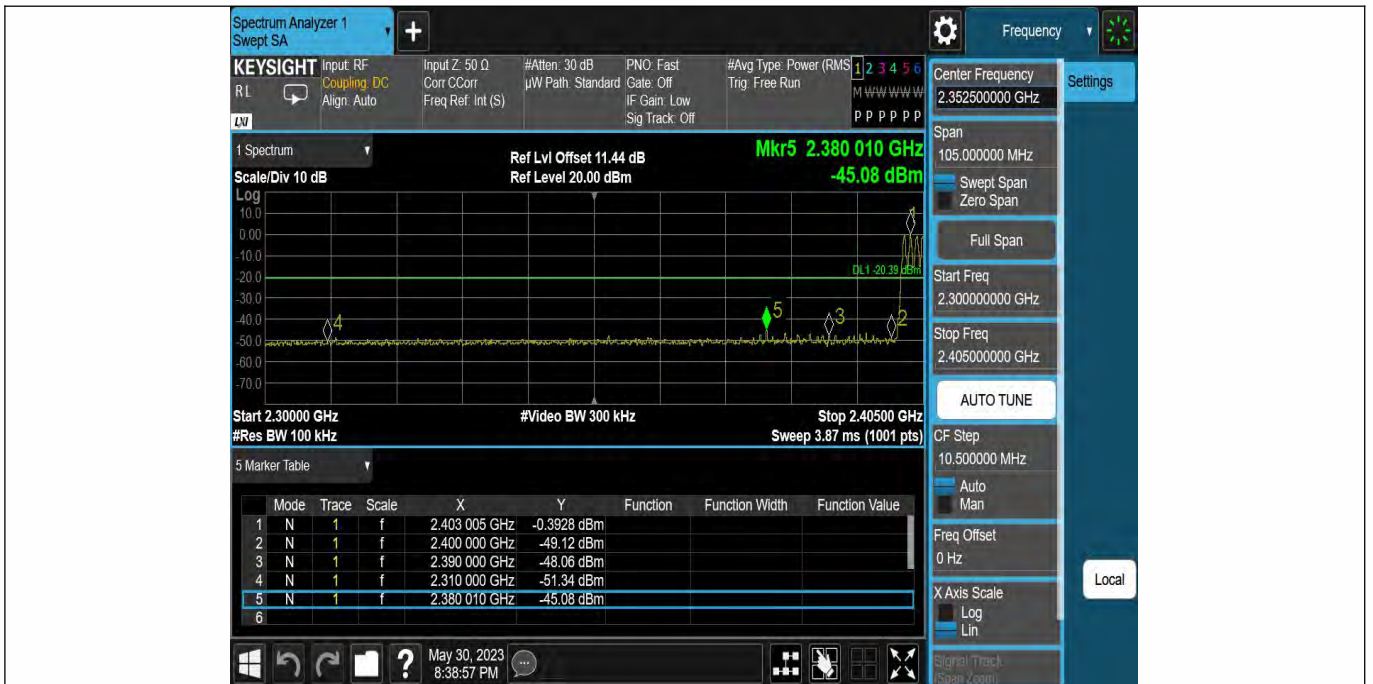 Spectrum Analyzer 1
Swept SA
+
Frequency
KEYSIGHT
RL
LXI
Input: RF
Coupling: DC
Align: Auto
Input Z: 50 Ω
Corr CCorr
Freq Ref: Int (S)
#Atten: 30 dB
µW Path: Standard
PNO: Fast
Gate: Off
IF Gain: Low
Sig Track: Off
#Avg Type: Power (RMS
Trig: Free Run
1 2 3 4 5 6
M W W W W W
P P P P P P
1 Spectrum
Scale/Div 10 dB
Ref Lvl Offset 11.44 dB
Ref Level 20.00 dBm
Mkr5 2.380 010 GHz
-45.08 dBm
Log
10.0
0.00
-10.0
-20.0
-30.0
-40.0
-50.0
-60.0
-70.0
DL1 -20.39 dBm
4
5
3
2
1
Start 2.30000 GHz
#Video BW 300 kHz
Stop 2.40500 GHz
#Res BW 100 kHz
Sweep 3.87 ms (1001 pts)
5 Marker Table
Mode Trace Scale X Y Function Function Width Function Value
1 N 1 f 2.403 005 GHz -0.3928 dBm
2 N 1 f 2.400 000 GHz -49.12 dBm
3 N 1 f 2.390 000 GHz -48.06 dBm
4 N 1 f 2.310 000 GHz -51.34 dBm
5 N 1 f 2.380 010 GHz -45.08 dBm
6
?
May 30, 2023
8:38:57 PM
Center Frequency
2.352500000 GHz
Settings
Span
105.000000 MHz
Swept Span
Zero Span
Full Span
Start Freq
2.300000000 GHz
Stop Freq
2.405000000 GHz
AUTO TUNE
CF Step
10.500000 MHz
Auto
Man
Freq Offset
0 Hz
Local
X Axis Scale
Log
Lin
Signal Track
(Span Zoom)